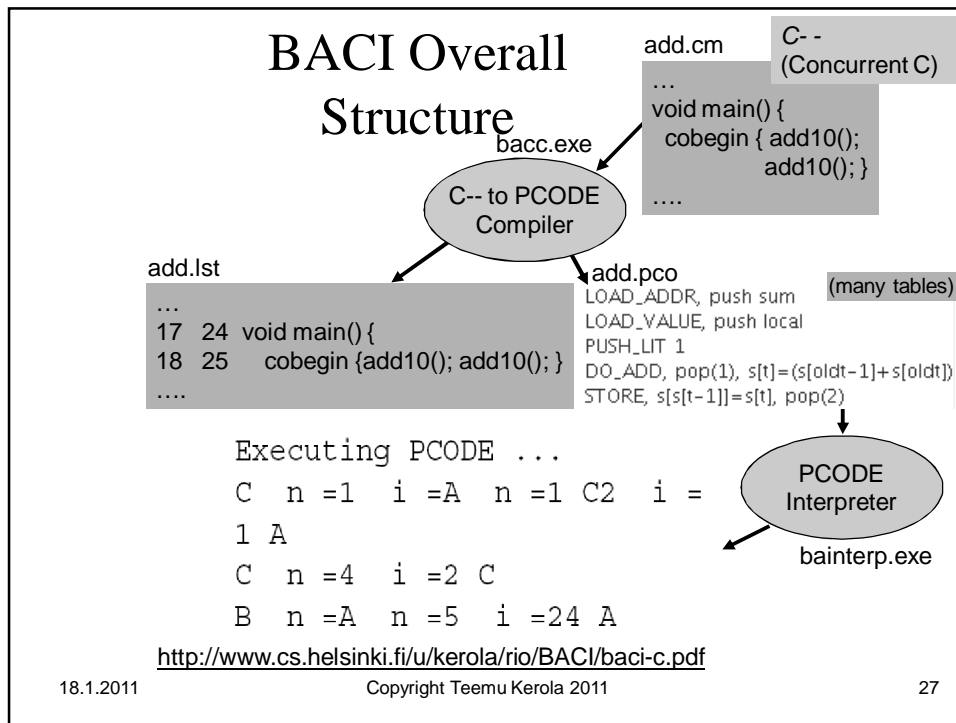 BACI Overall
Structure
add.cm
C- -
(Concurrent C)
…
void main() {
cobegin { add10();
add10(); }
….
bacc.exe
C-- to PCODE
Compiler
add.lst
…
17 24 void main() {
18 25 cobegin {add10(); add10(); }
….
add.pco
(many tables)
LOAD_ADDR, push sum
LOAD_VALUE, push local
PUSH_LIT 1
DO_ADD, pop(1), s[t]=(s[oldt-1]+s[oldt])
STORE, s[s[t-1]]=s[t], pop(2)
PCODE
Interpreter
bainterp.exe
Executing PCODE ...
C n =1 i =A n =1 C2 i =
1 A
C n =4 i =2 C
B n =A n =5 i =24 A
http://www.cs.helsinki.fi/u/kerola/rio/BACI/baci-c.pdf
18.1.2011 Copyright Teemu Kerola 2011 27